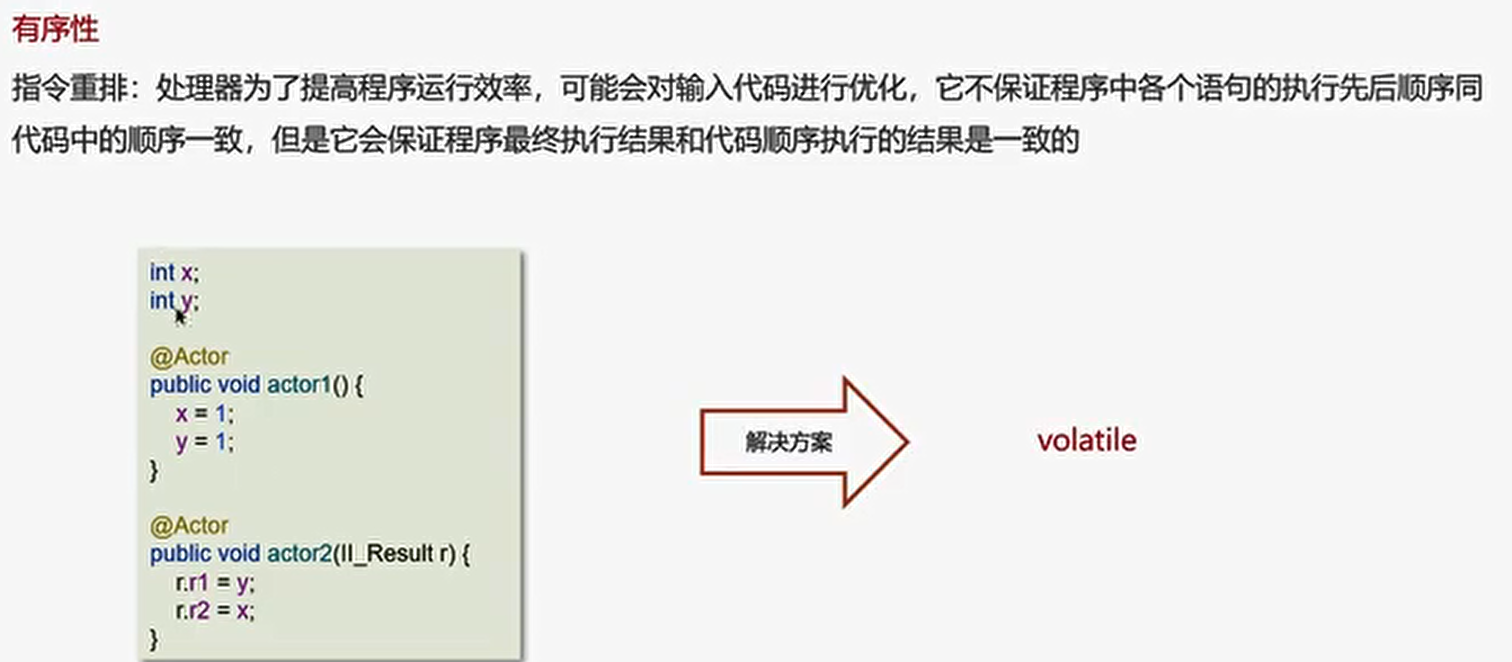 有序性
指令重排：处理器为了提高程序运行效率，可能会对输入代码进行优化，它不保证程序中各个语句的执行先后顺序同
代码中的顺序一致，但是它会保证程序最终执行结果和代码顺序执行的结果是一致的
int x;
int y;
@Actor
public void actor1() {
x = 1;
y = 1;
}
@Actor
public void actor2(II_Result r) {
r.r1 = y;
r.r2 = x;
}
解决方案
volatile